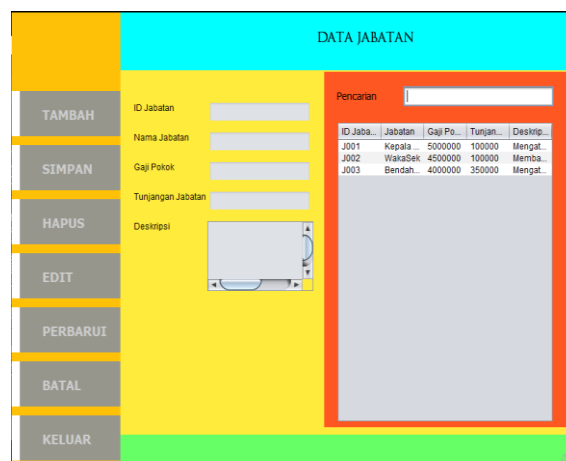 DATA JABATAN
TAMBAH
SIMPAN
HAPUS
EDIT
PERBARUI
BATAL
KELUAR
ID Jabatan
Nama Jabatan
Gaji Pokok
Tunjangan Jabatan
Deskripsi
Pencarian
ID Jaba... Jabatan Gaji Po... Tunjan... Deskrip...
J001 Kepala ... 5000000 100000 Mengat...
J002 WakaSek 4500000 100000 Memba...
J003 Bendah... 4000000 350000 Mengat...